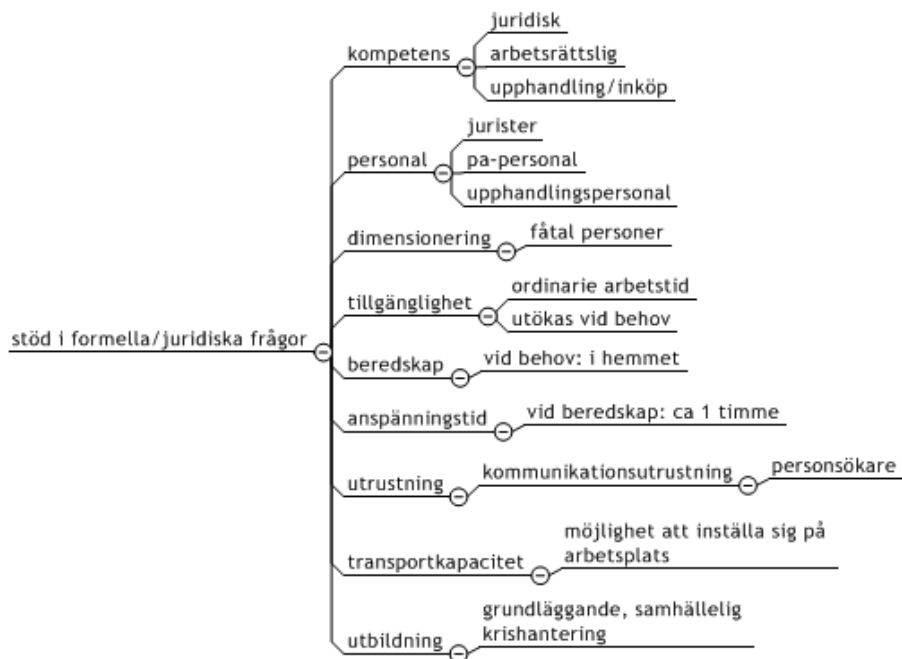 stöd i formella/juridiska frågor
kompetens
juridisk
arbetsrättslig
upphandling/inköp
personal
jurister
pa-personal
upphandlingspersonal
dimensionering
fåtal personer
tillgänglighet
ordinarie arbetstid
utökas vid behov
beredskap
vid behov: i hemmet
anspänningstid
vid beredskap: ca 1 timme
utrustning
kommunikationsutrustning
personsökare
transportkapacitet
möjlighet att inställa sig på
arbetsplats
utbildning
grundläggande, samhällelig
krishantering